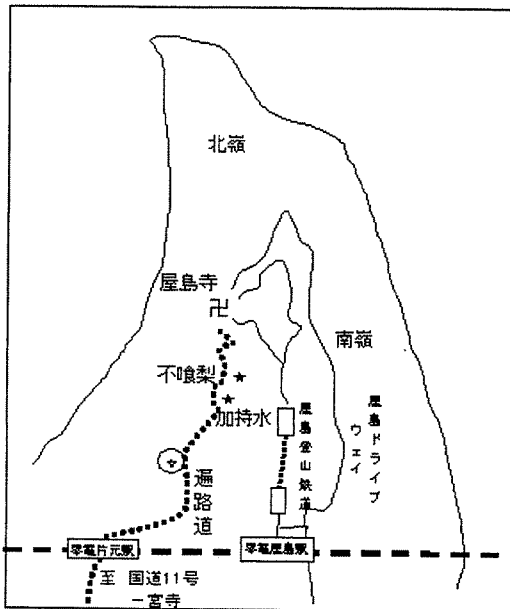 北嶺
屋島寺
卍
南嶺
不喰梨
加持水
屋島登山鉄道
屋島ドライブ
ウェイ
遍路道
琴電片元駅
琴電屋島駅
至 国道11号
一宮寺